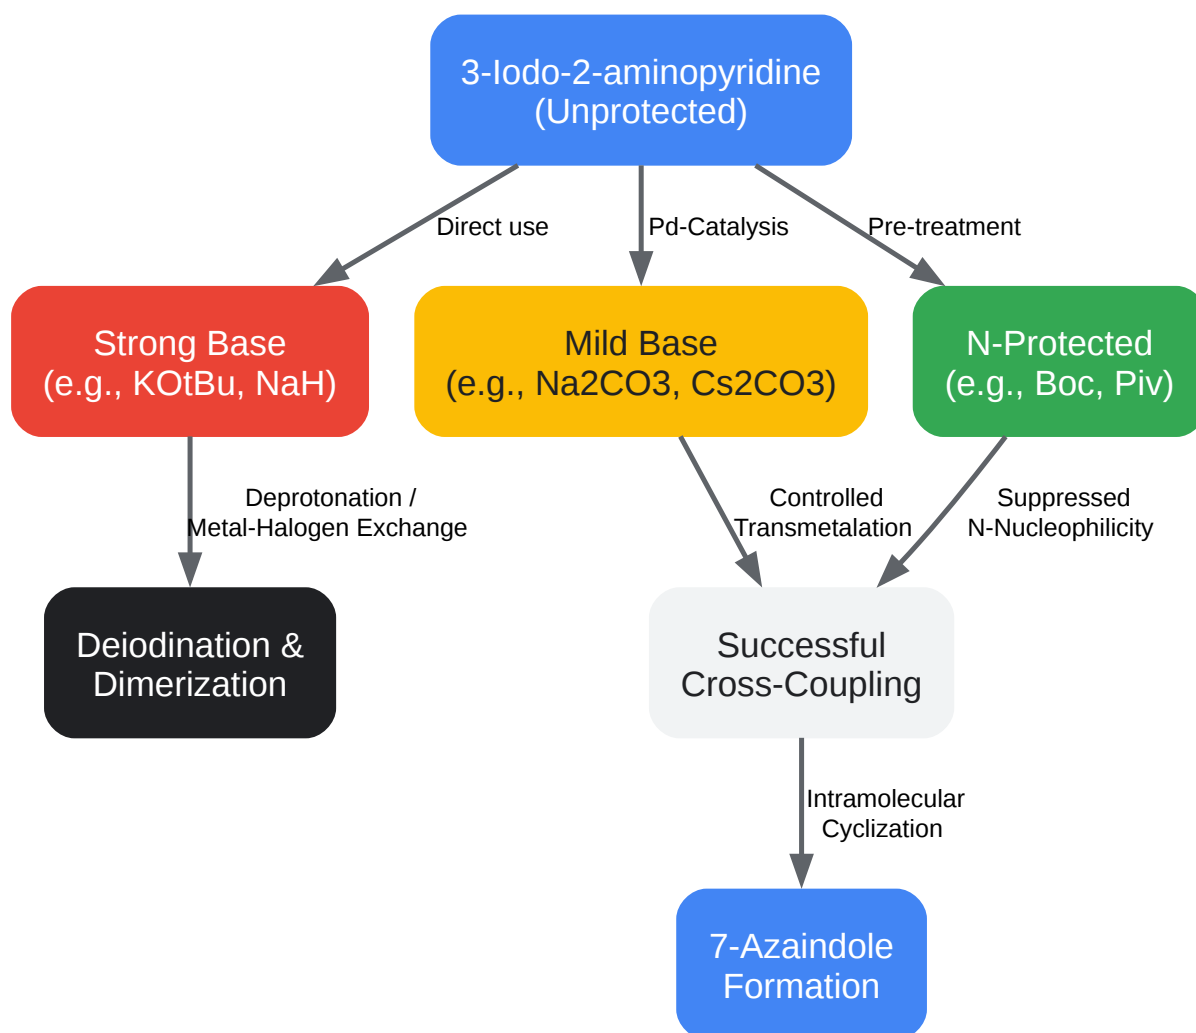 3-Iodo-2-aminopyridine
(Unprotected)
Direct use
Pd-Catalysis
Pre-treatment
Strong Base
(e.g., KOtBu, NaH)
Mild Base
(e.g., Na2CO3, Cs2CO3)
N-Protected
(e.g., Boc, Piv)
Deprotonation /
Metal-Halogen Exchange
Controlled
Transmetalation
Suppressed
N-Nucleophilicity
Deiodination &
Dimerization
Successful
Cross-Coupling
Intramolecular
Cyclization
7-Azaindole
Formation